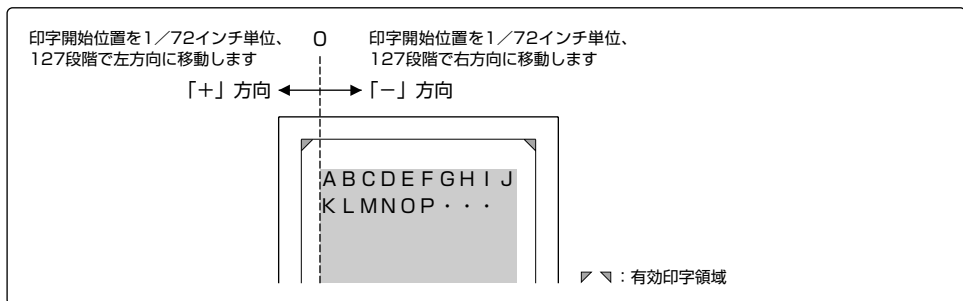 印字開始位置を1／72インチ単位、
127段階で左方向に移動します
0
印字開始位置を1／72インチ単位、
127段階で右方向に移動します
「＋」方向
「－」方向
ABCDEFGHIJ
KLMNOP・・・
：有効印字領域